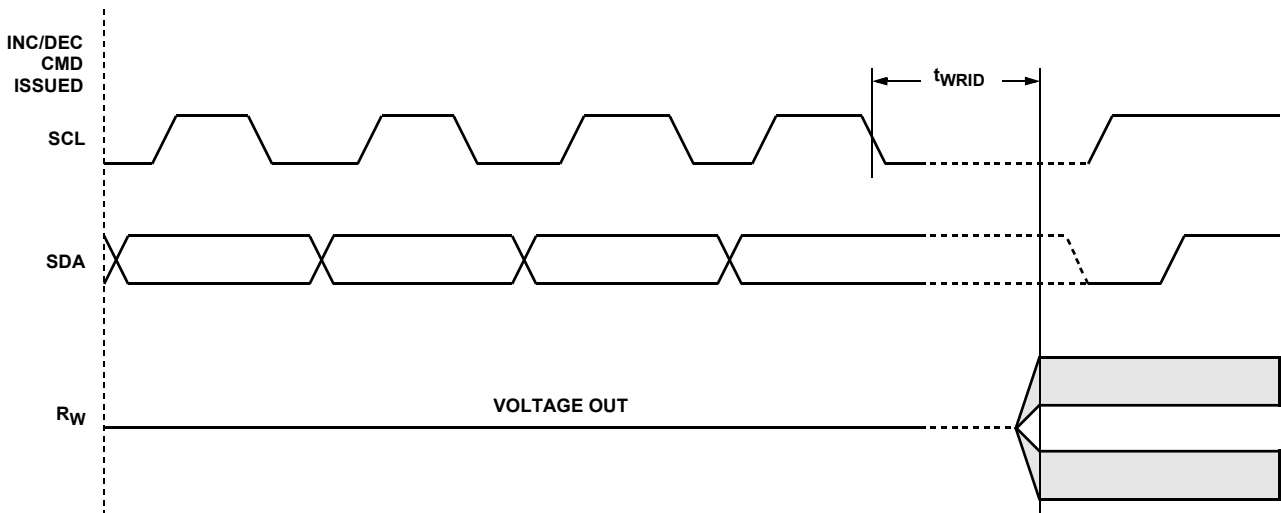 INC/DEC
CMD
ISSUED
tWRID
SCL
SDA
VOLTAGE OUT
RW